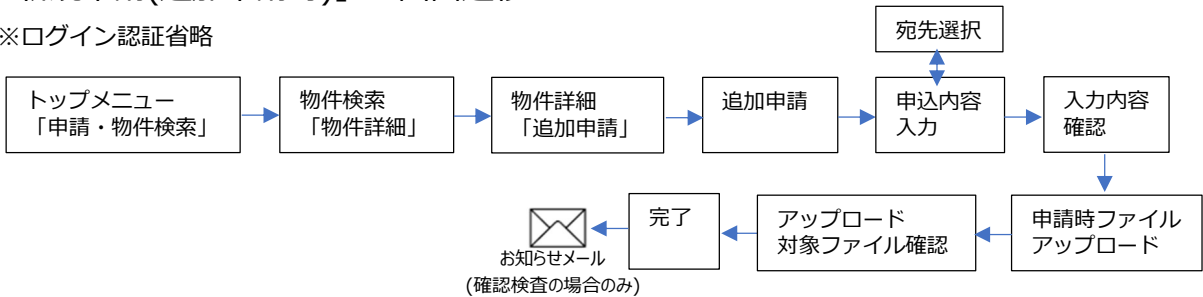 ※ログイン認証省略
宛先選択
トップメニュー
「申請・物件検索」
物件検索
「物件詳細」
物件詳細
「追加申請」
追加申請
申込内容
入力
入力内容
確認
申請時ファイル
アップロード
アップロード
対象ファイル確認
完了
お知らせメール
(確認検査の場合のみ)